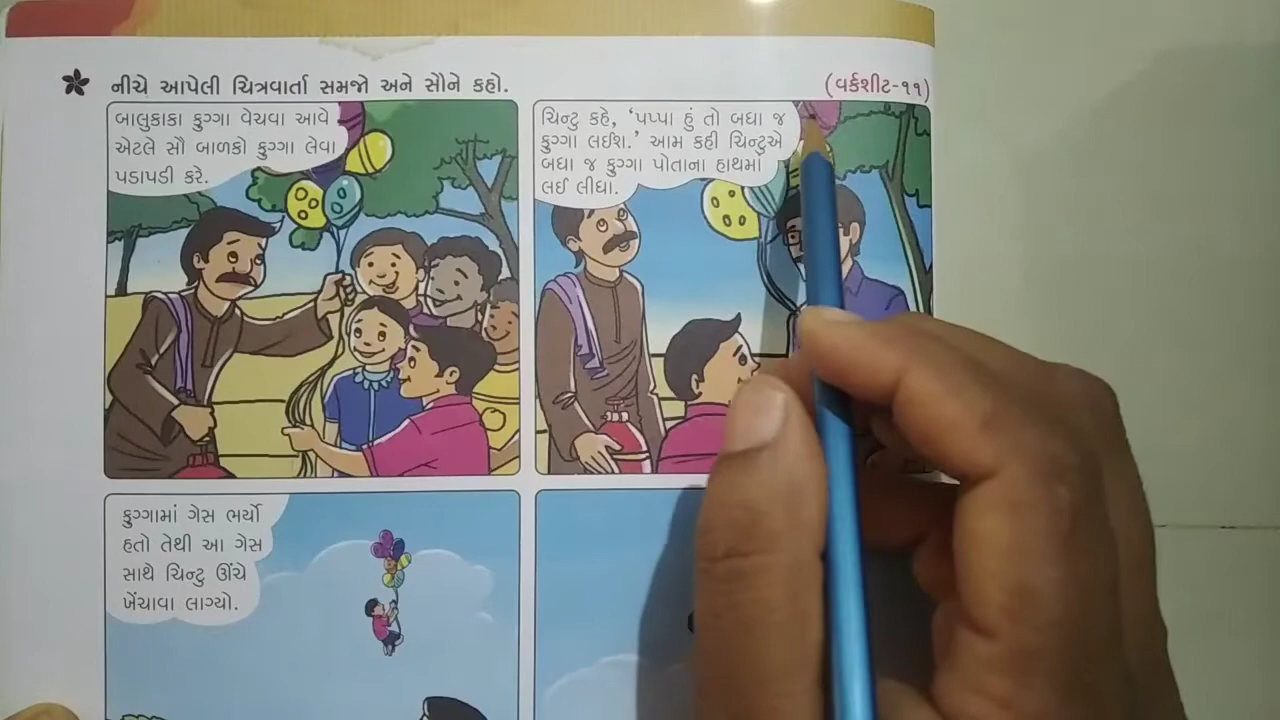 નીચે આપેલી ચિત્રવાર્તા સમજો અને સૌને કહો.
(વર્કશીટ-૧૧)
બાલુકાકા ફુગ્ગા વેચવા આવે
એટલે સૌ બાળકો ફુગ્ગા લેવા
પડાપડી કરે.
ચિન્ટુ કહે, ‘પપ્પા હું તો બધા જ
ફુગ્ગા લઈશ.’ આમ કહી ચિન્ટુએ
બધા જ ફુગ્ગા પોતાના હાથમાં
લઈ લીધા.
ફુગ્ગામાં ગેસ ભર્યો
હતો તેથી આ ગેસ
સાથે ચિન્ટુ ઊંચે
ખેંચાવા લાગ્યો.